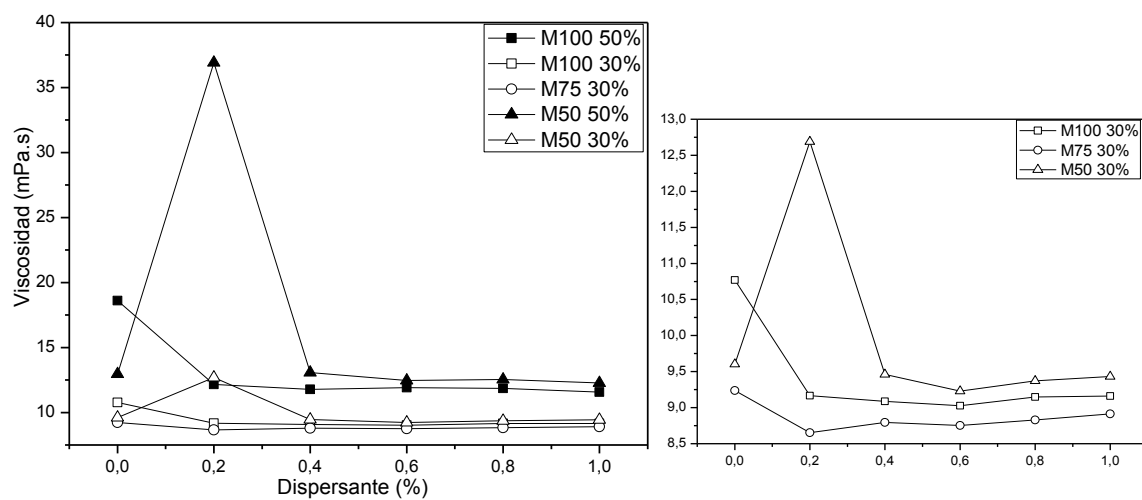 40
35
30
25
20
15
10
Viscosidad (mPa.s)
0,0 0,2 0,4 0,6 0,8 1,0
Dispersante (%)
M100 50%
M100 30%
M75 30%
M50 50%
M50 30%
13,0
12,5
12,0
11,5
11,0
10,5
10,0
9,5
9,0
8,5
0,0 0,2 0,4 0,6 0,8 1,0
M100 30%
M75 30%
M50 30%